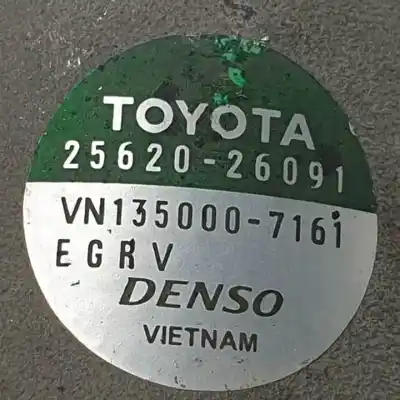 TOYOTA
25620-26091
VN135000-7161
EGRV
DENSO
VIETNAM